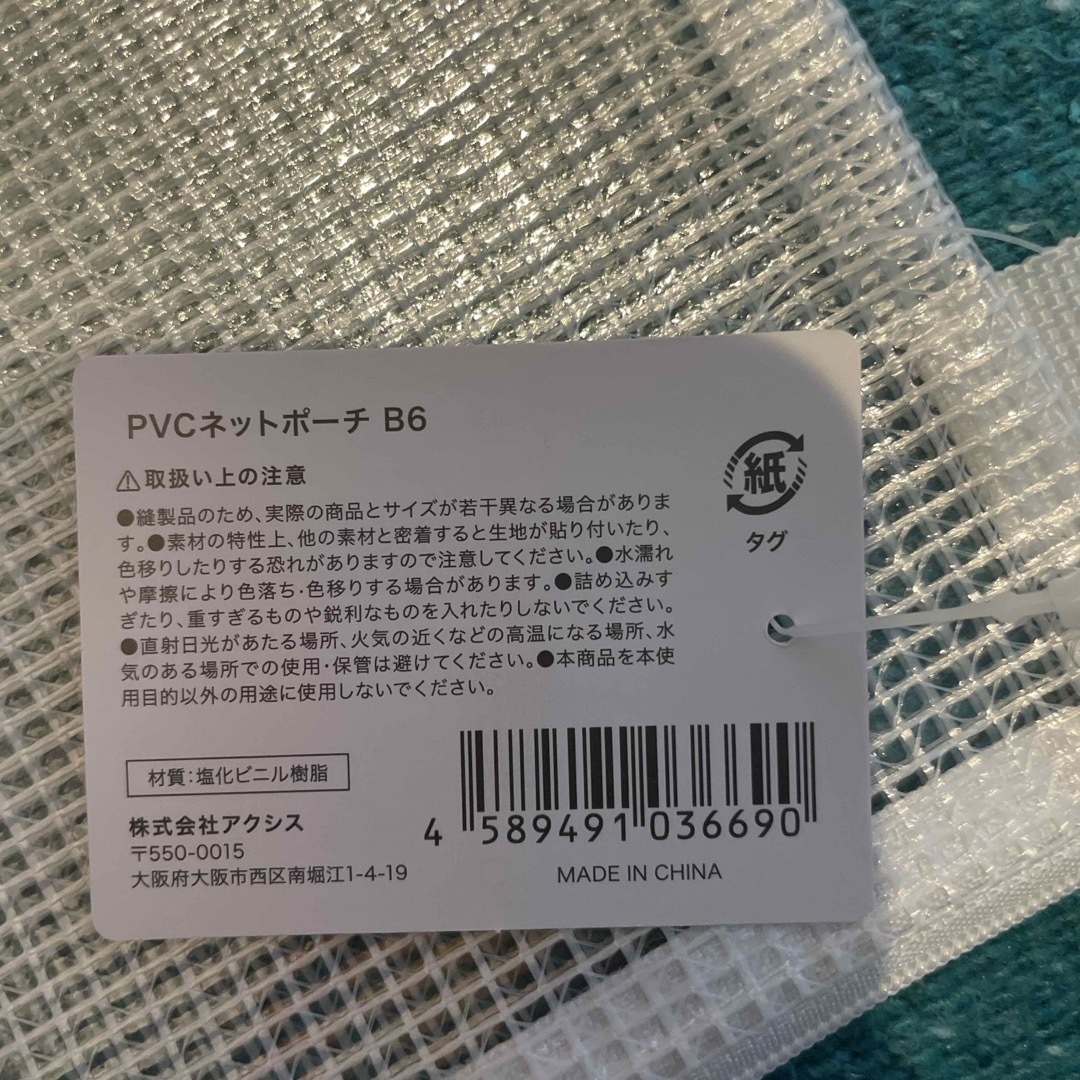 PVCネットポーチ B6
⚠取扱い上の注意
●縫製品のため、実際の商品とサイズが若干異なる場合がありま
す。●素材の特性上、他の素材と密着すると生地が貼り付いたり、
色移りしたりする恐れがありますので注意してください。●水濡れ
や摩擦により色落ち・色移りする場合があります。●詰め込みす
ぎたり、重すぎるものや鋭利なものを入れたりしないでください。
●直射日光があたる場所、火気の近くなどの高温になる場所、水
気のある場所での使用・保管は避けてください。●本商品を本使
用目的以外の用途に使用しないでください。
紙
タグ
材質：塩化ビニル樹脂
株式会社アクシス
〒550-0015
大阪府大阪市西区南堀江1-4-19
4 589491 036690
MADE IN CHINA